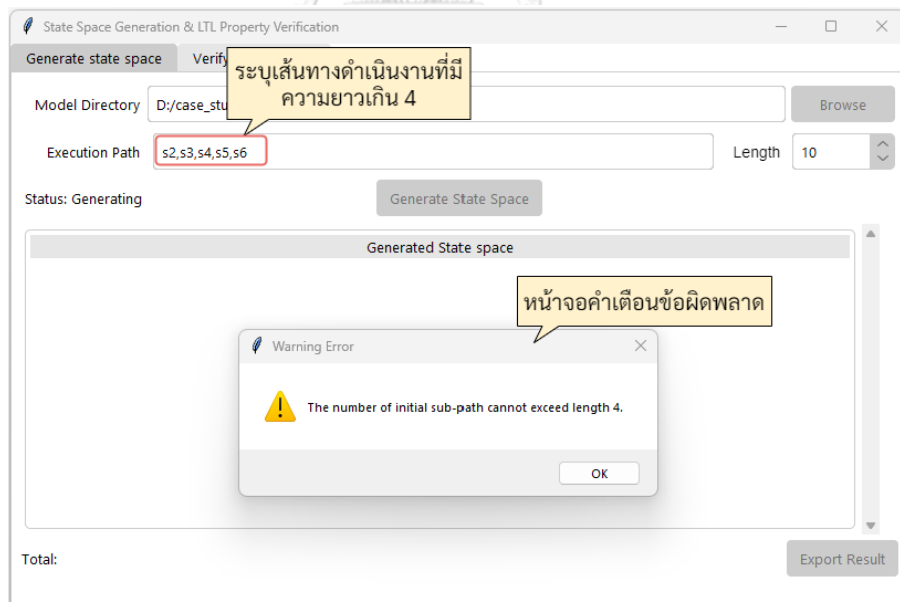 State Space Generation & LTL Property Verification
Generate state space
Verify
ระบุเส้นทางดำเนินงานที่มี
ความยาวเกิน 4
Model Directory
D:/case_stu
Browse
Execution Path
s2,s3,s4,s5,s6
Length
10
Status: Generating
Generate State Space
Generated State space
หน้าจอคำเตือนข้อผิดพลาด
Warning Error
The number of initial sub-path cannot exceed length 4.
OK
Total:
Export Result